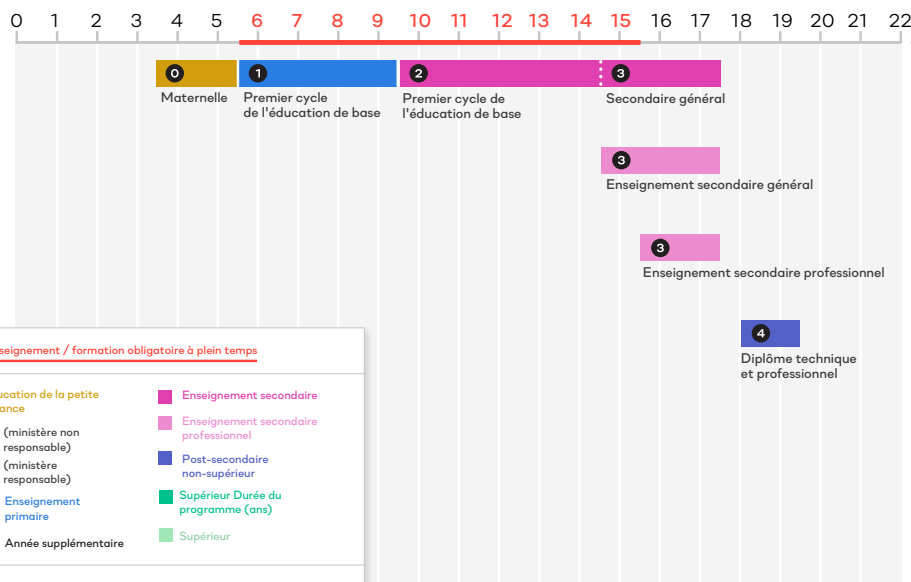 0 1 2 3 4 5 6 7 8 9 10 11 12 13 14 15 16 17 18 19 20 21 22
0 1 2 3
Maternelle Premier cycle de l'éducation de base Premier cycle de l'éducation de base Secondaire général
3
Enseignement secondaire général
3
Enseignement secondaire professionnel
4
Diplôme technique
et professionnel
/ formation obligatoire à plein temps
de la petite
Enseignement secondaire
(ministère non
responsable)
Enseignement secondaire
professionnel
(ministère
responsable)
Post-secondaire
non-supérieur
Enseignement
primaire
Supérieur Durée du
programme (ans)
Année supplémentaire
Supérieur